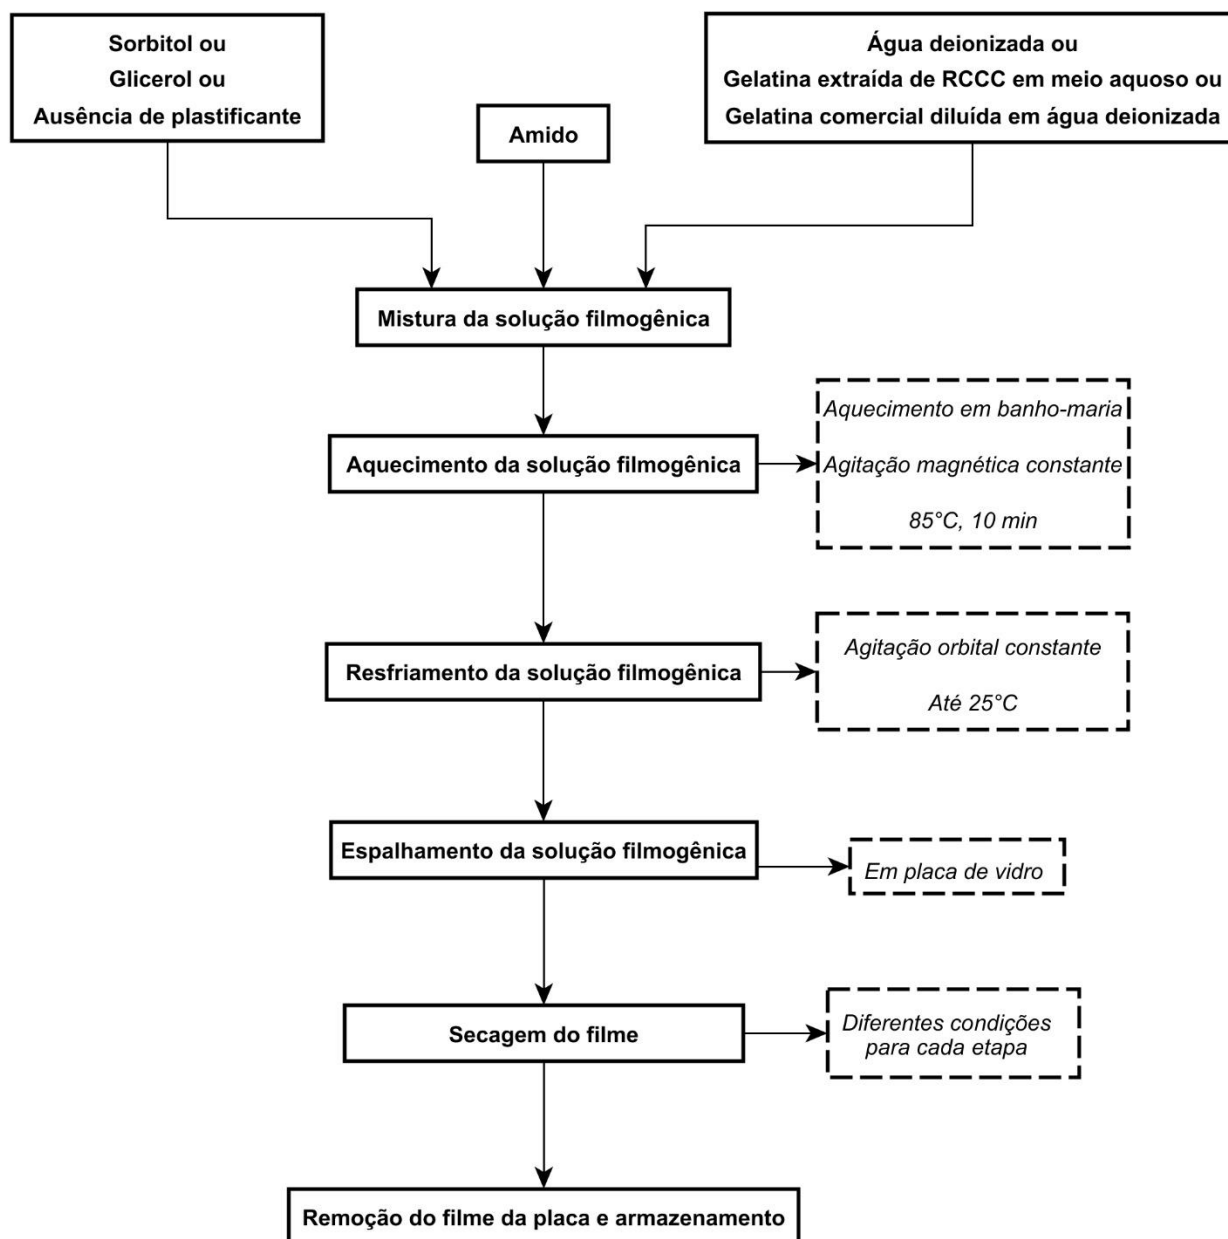 Sorbitol ou
Glicerol ou
Ausência de plastificante
Amido
Água deionizada ou
Gelatina extraída de RCCC em meio aquoso ou
Gelatina comercial diluída em água deionizada
Mistura da solução filmogênica
Aquecimento da solução filmogênica
Aquecimento em banho-maria
Agitação magnética constante
85°C, 10 min
Resfriamento da solução filmogênica
Agitação orbital constante
Até 25°C
Espalhamento da solução filmogênica
Em placa de vidro
Secagem do filme
Diferentes condições
para cada etapa
Remoção do filme da placa e armazenamento